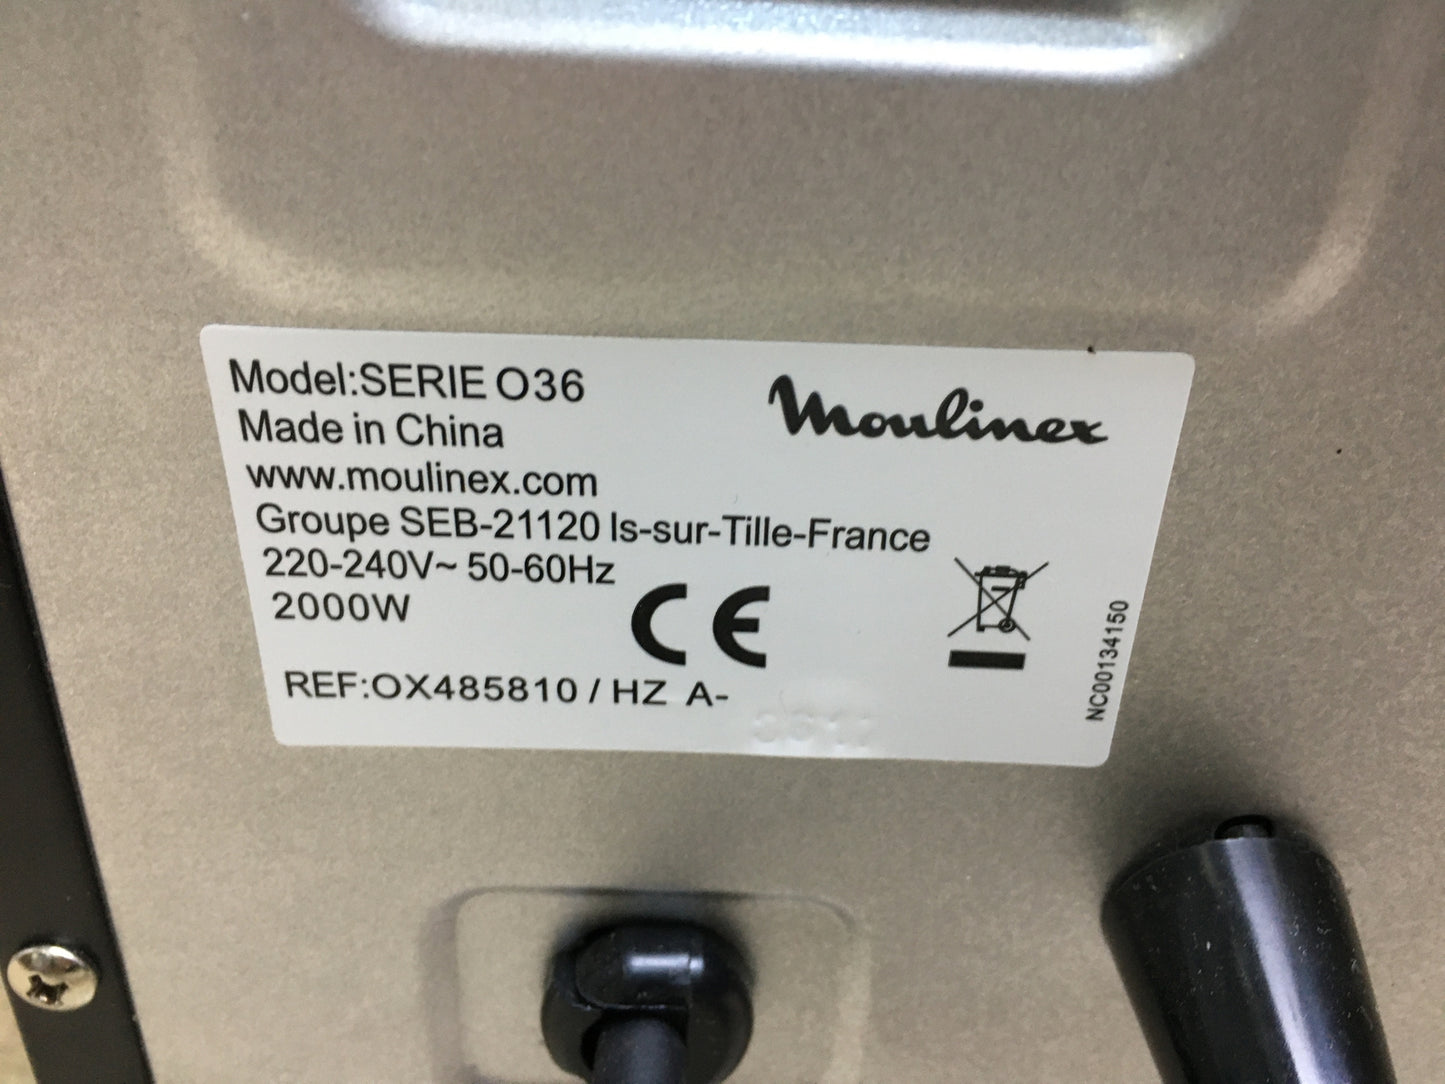 Model:SERIE O36
Made in China
www.moulinex.com
Groupe SEB-21120 Is-sur-Tille-France
220-240V~ 50-60Hz
2000W
REF:OX485810 / HZ A-
Moulinex
CE
NC00134150